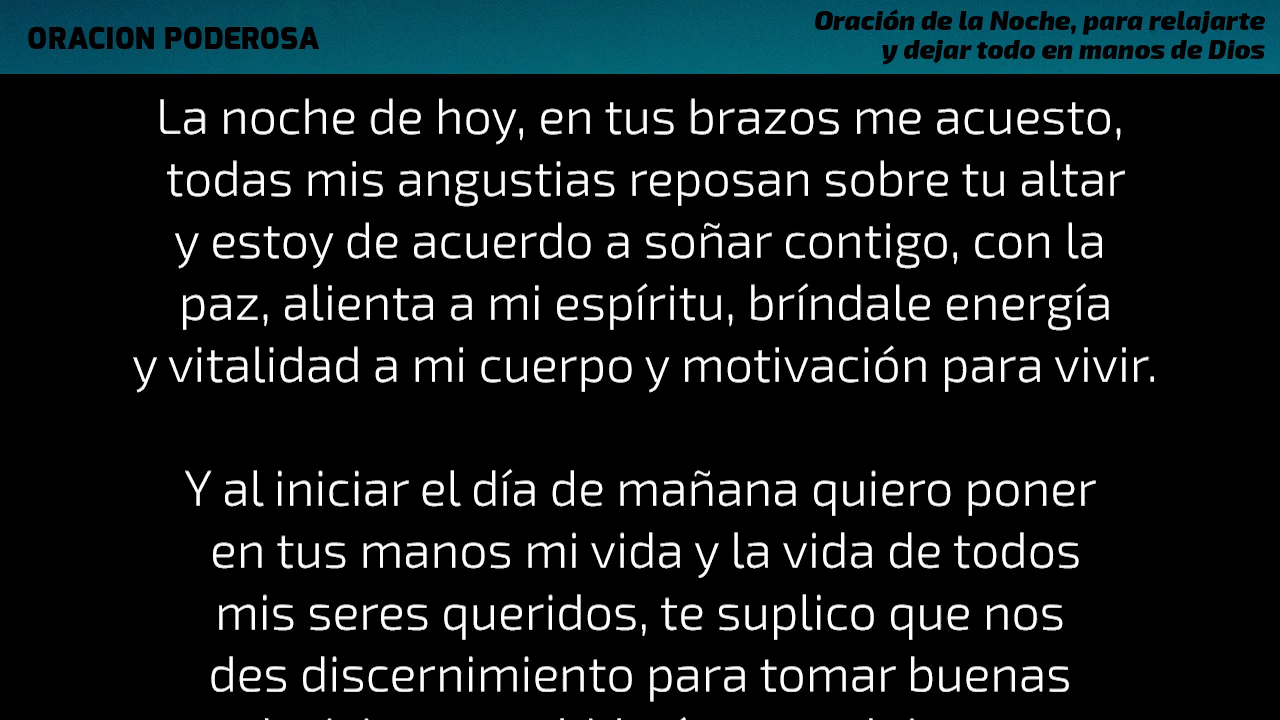 ORACION PODEROSA
Oración de la Noche, para relajarte
y dejar todo en manos de Dios
La noche de hoy, en tus brazos me acuesto,
todas mis angustias reposan sobre tu altar
y estoy de acuerdo a soñar contigo, con la
paz, alienta a mi espíritu, bríndale energía
y vitalidad a mi cuerpo y motivación para vivir.
Y al iniciar el día de mañana quiero poner
en tus manos mi vida y la vida de todos
mis seres queridos, te suplico que nos
des discernimiento para tomar buenas